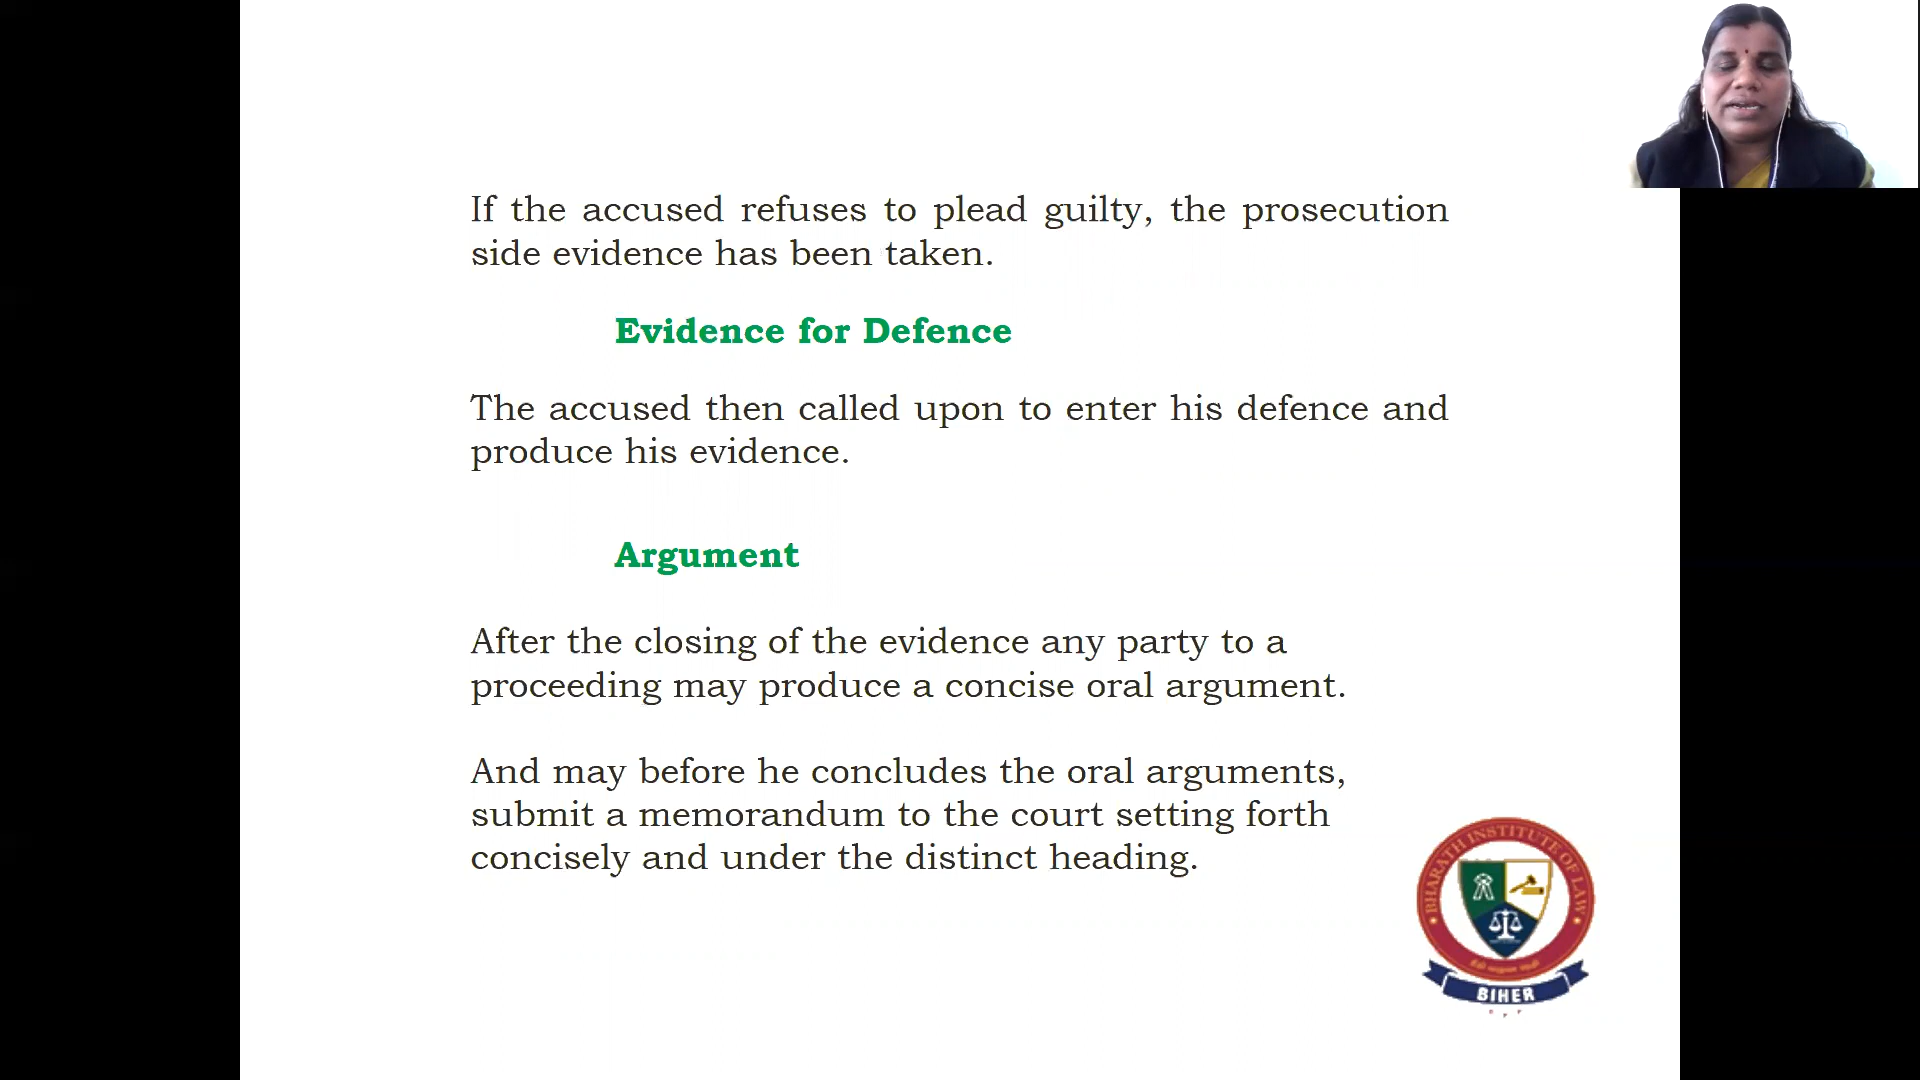 If the accused refuses to plead guilty, the prosecution
side evidence has been taken.
Evidence for Defence
The accused then called upon to enter his defence and
produce his evidence.
Argument
After the closing of the evidence any party to a
proceeding may produce a concise oral argument.
And may before he concludes the oral arguments,
submit a memorandum to the court setting forth
concisely and under the distinct heading.
BHARATH INSTITUTE OF LAW
BIHER